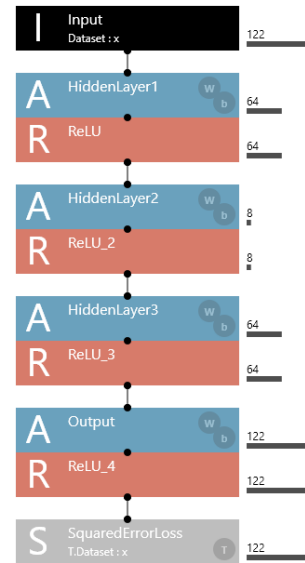 I
Input
Dataset : x
122
A
HiddenLayer1
W
b
64
R
ReLU
64
A
HiddenLayer2
W
b
8
R
ReLU_2
8
A
HiddenLayer3
W
b
64
R
ReLU_3
64
A
Output
W
b
122
R
ReLU_4
122
S
SquaredErrorLoss
T.Dataset : x
T
122